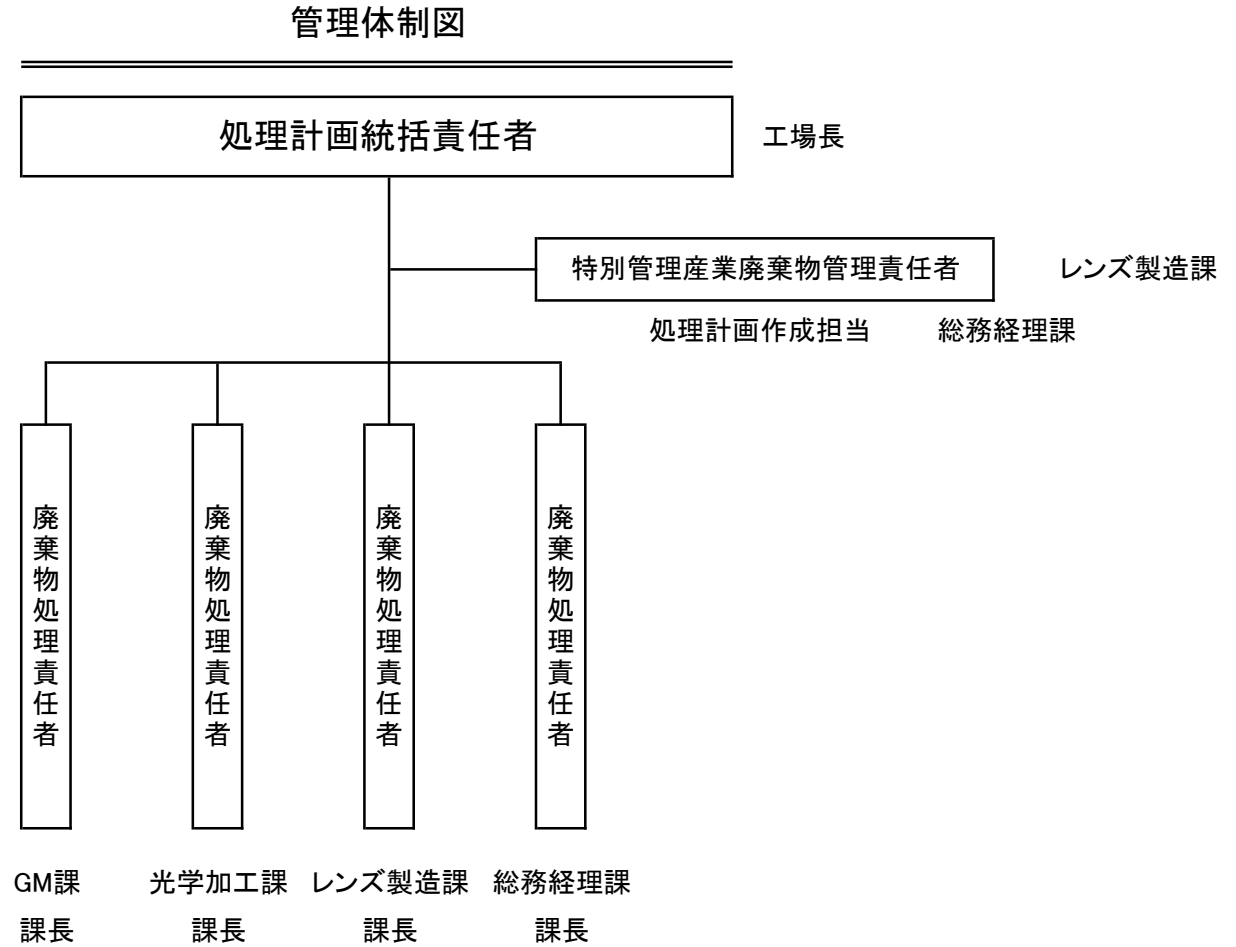 管理体制図
処理計画統括責任者 工場長
特別管理産業廃棄物管理責任者 レンズ製造課
処理計画作成担当 総務経理課
廃棄物処理責任者
廃棄物処理責任者
廃棄物処理責任者
廃棄物処理責任者
GM課 光学加工課 レンズ製造課 総務経理課
課長 課長 課長 課長